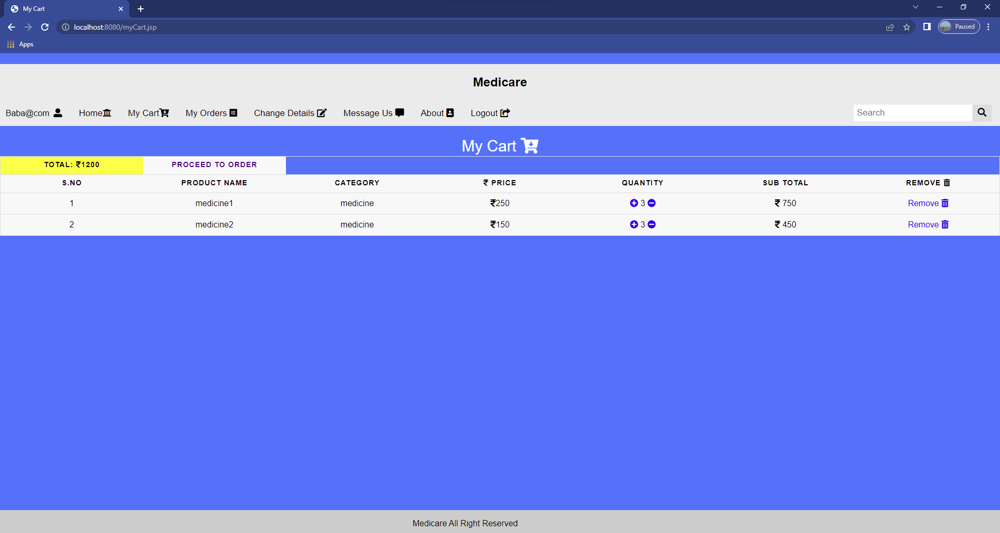 My Cart
localhost:8080/myCart.jsp
Paused
Apps
Medicare
Baba@com Home My Cart My Orders Change Details Message Us About Logout Search
My Cart
TOTAL: ₹1200 PROCEED TO ORDER
S.NO PRODUCT NAME CATEGORY ₹ PRICE QUANTITY SUB TOTAL REMOVE
1 medicine1 medicine ₹250 3 ₹ 750 Remove
2 medicine2 medicine ₹150 3 ₹ 450 Remove
Medicare All Right Reserved